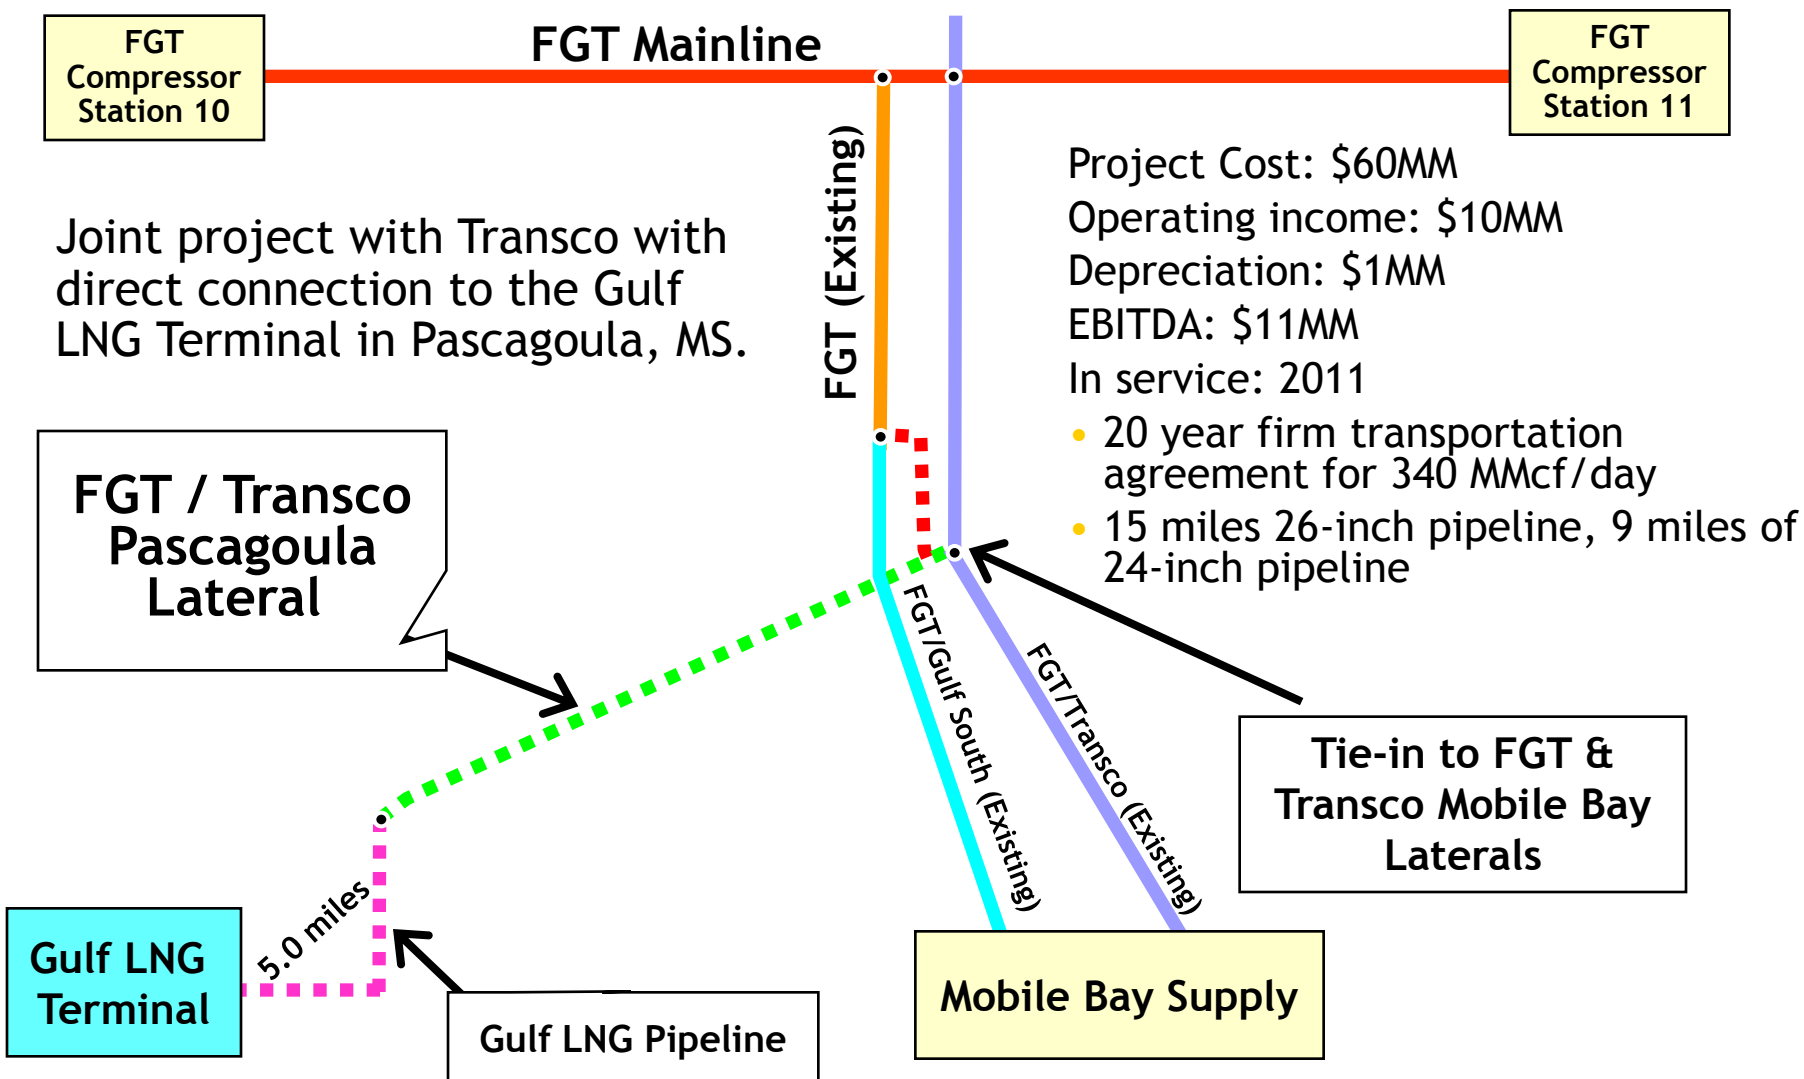 FGT
Compressor
Station 10
FGT Mainline
FGT
Compressor
Station 11
Joint project with Transco with
direct connection to the Gulf
LNG Terminal in Pascagoula, MS.
FGT (Existing)
Project Cost: $60MM
Operating income: $10MM
Depreciation: $1MM
EBITDA: $11MM
In service: 2011
• 20 year firm transportation
agreement for 340 MMcf/day
• 15 miles 26-inch pipeline, 9 miles of
24-inch pipeline
FGT / Transco
Pascagoula
Lateral
FGT/Gulf South (Existing)
FGT/Transco (Existing)
Tie-in to FGT &
Transco Mobile Bay
Laterals
5.0 miles
Gulf LNG
Terminal
Gulf LNG Pipeline
Mobile Bay Supply